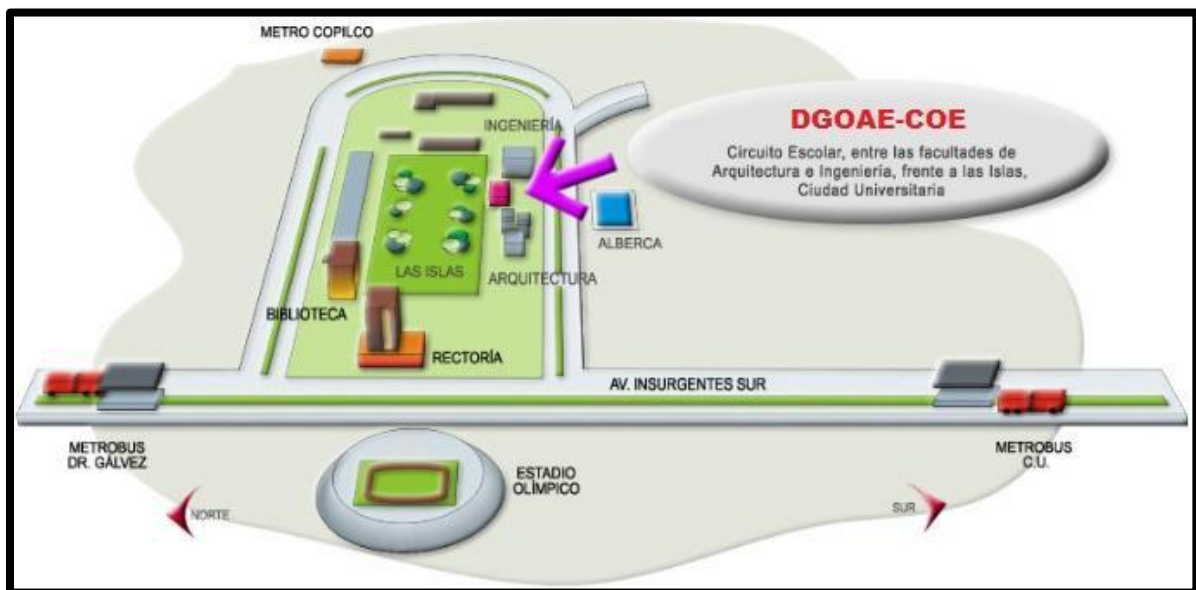 METRO COPILCO
INGENIERÍA
DGOAE-COE
Circuito Escolar, entre las facultades de
Arquitectura e Ingeniería, frente a las Islas,
Ciudad Universitaria
ALBERCA
LAS ISLAS
ARQUITECTURA
BIBLIOTECA
RECTORÍA
AV. INSURGENTES SUR
METROBUS
DR. GÁLVEZ
METROBUS
C.U.
ESTADIO
OLÍMPICO
NORTE
SUR